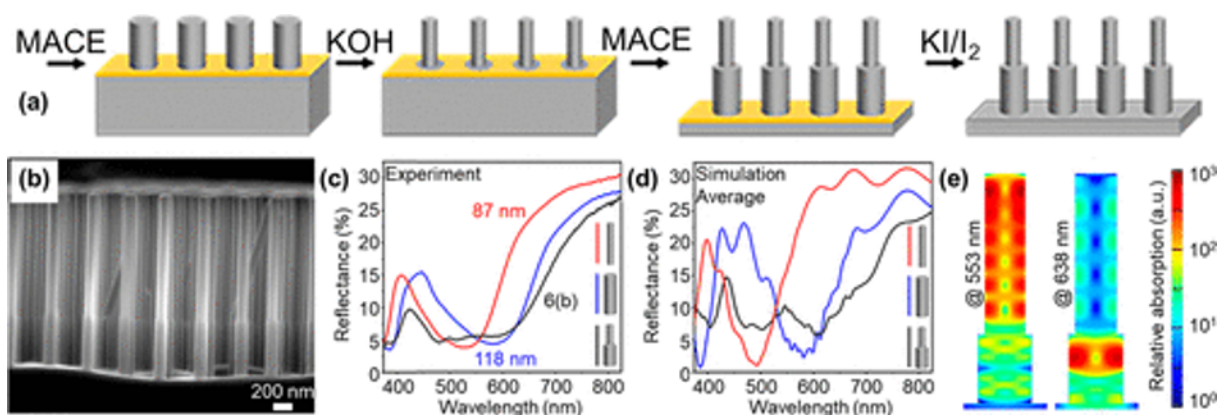 MACE
KOH
MACE
KI/I2
(a)
(b)
200 nm
(c) Experiment
87 nm
6(b)
118 nm
Reflectance (%)
30
25
20
15
10
5
0
400 500 600 700 800
Wavelength (nm)
(d) Simulation
Average
Reflectance (%)
30
25
20
15
10
5
0
400 500 600 700 800
Wavelength (nm)
(e)
@ 553 nm
@ 638 nm
Relative absorption (a.u.)
10³
10²
10¹
10⁰